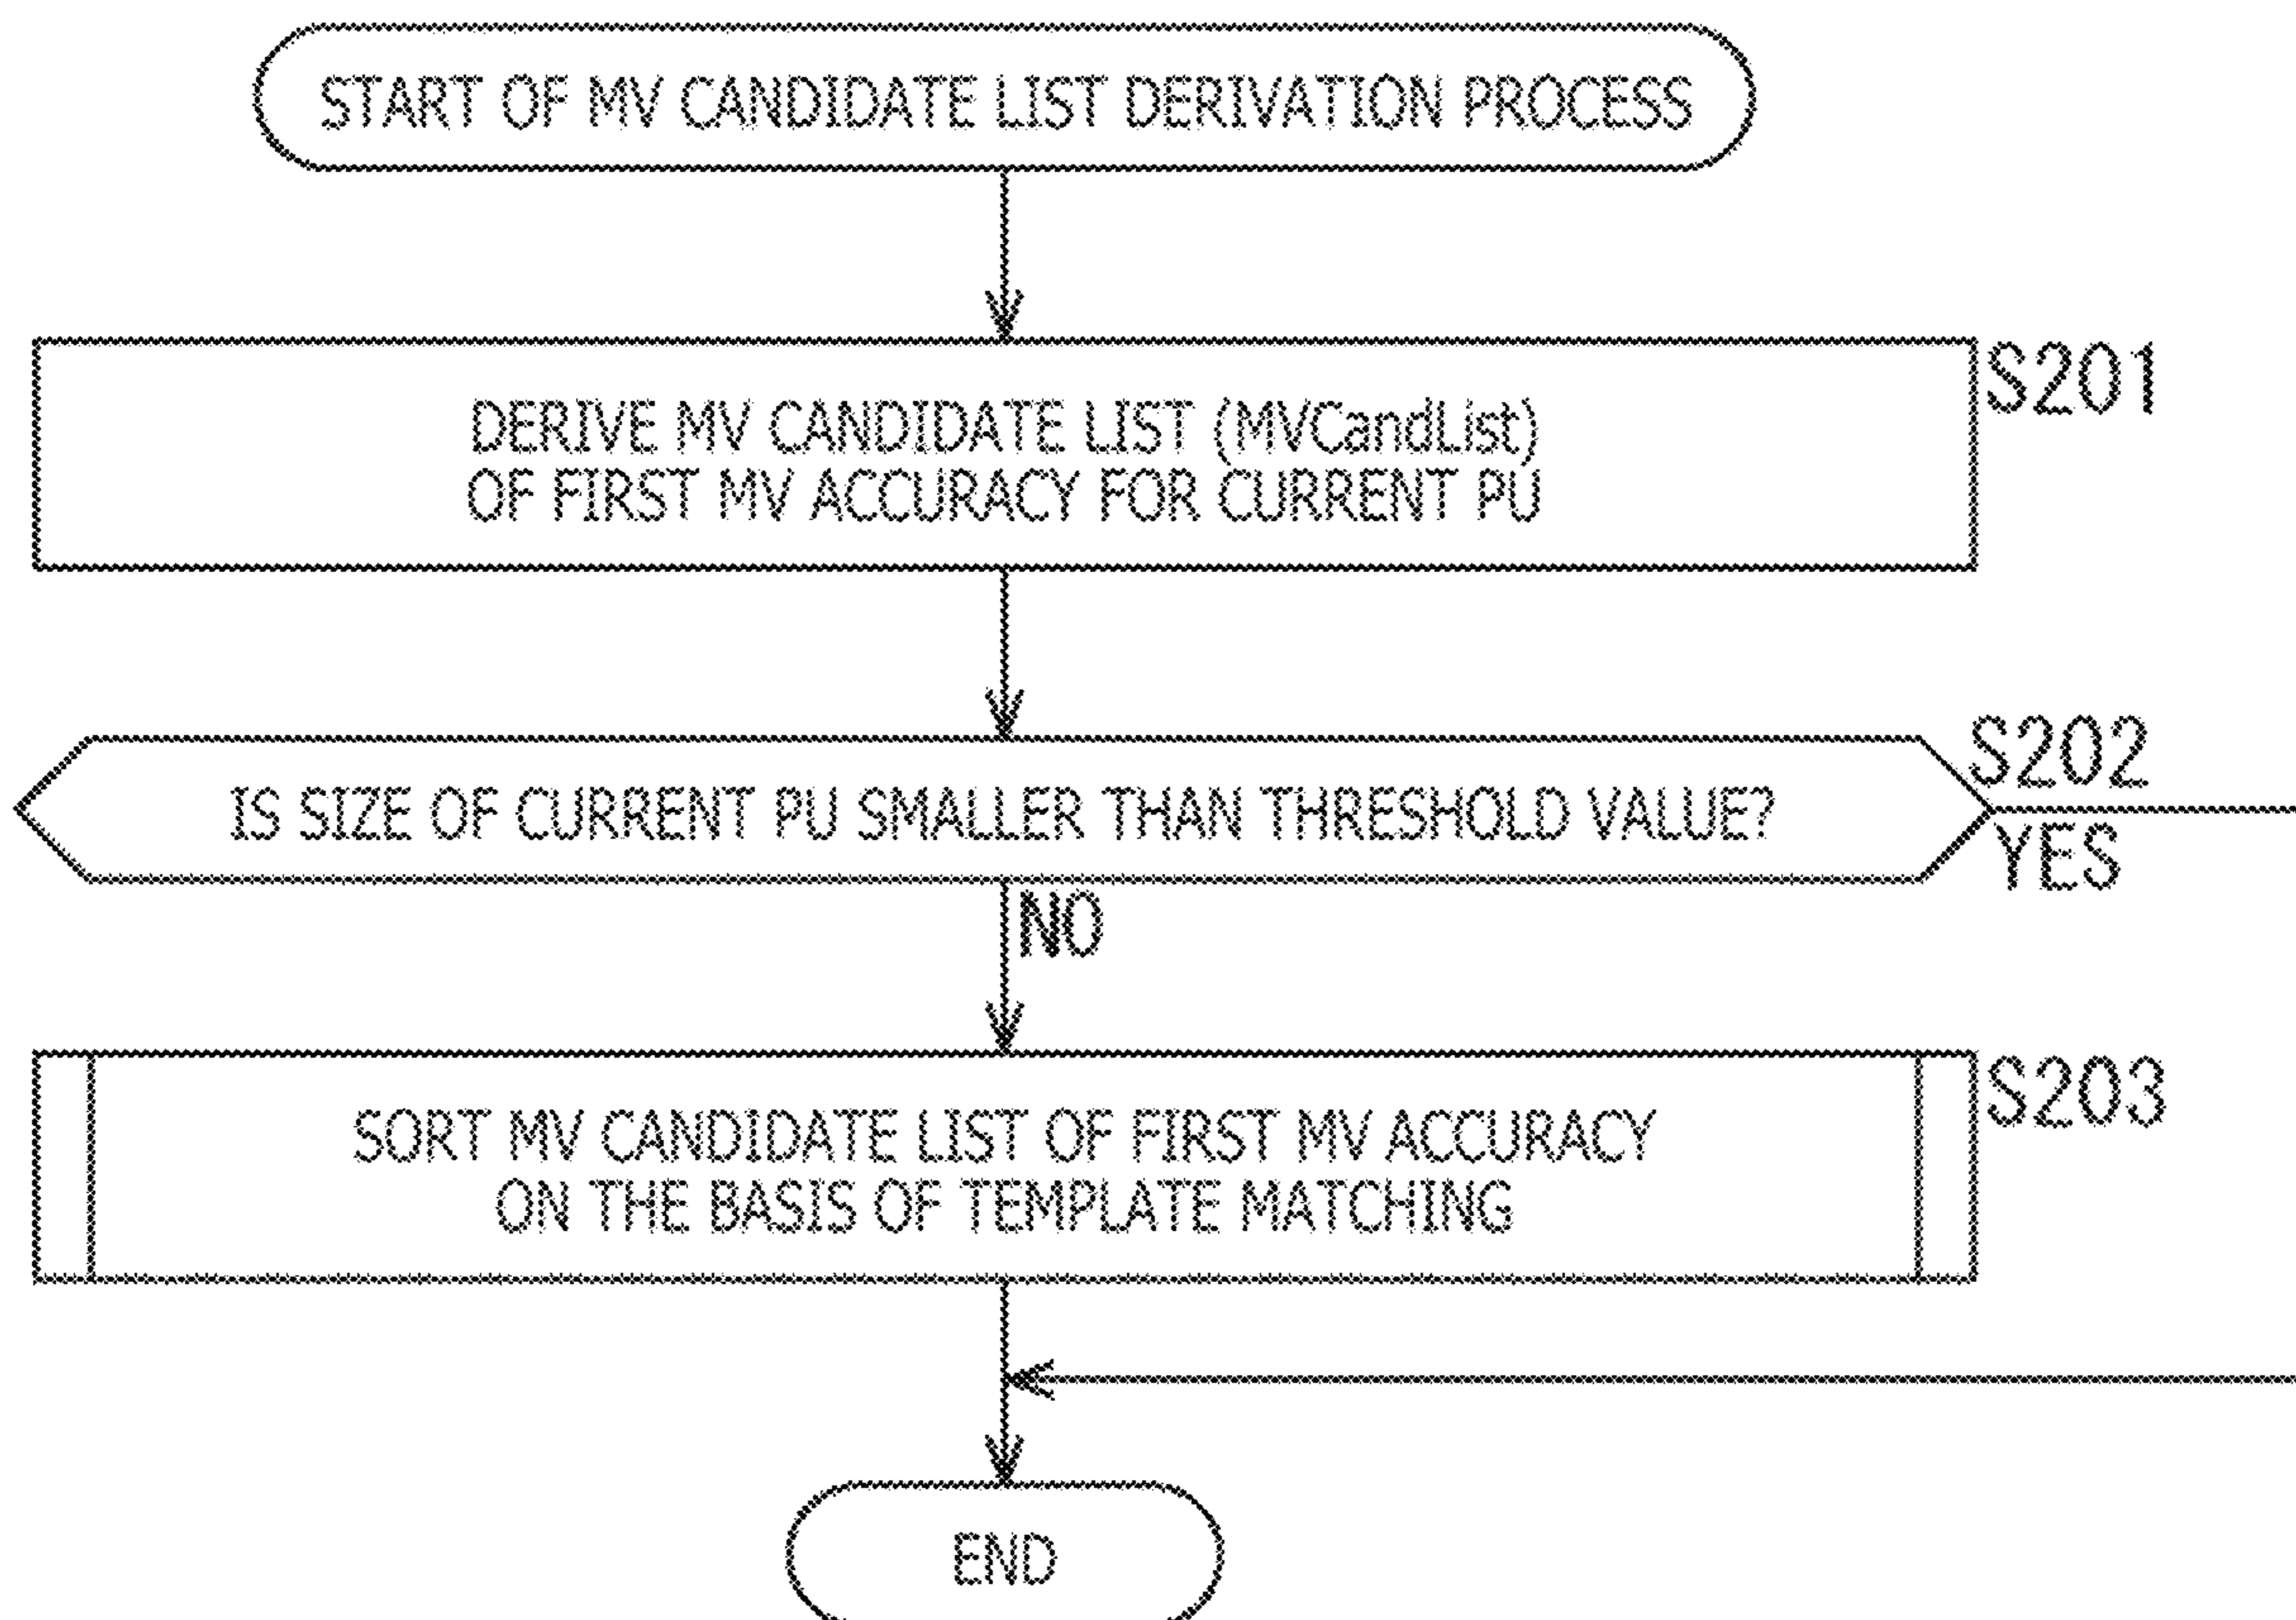 START OF MV CANDIDATE LIST DERIVATION PROCESS
DERIVE MV CANDIDATE LIST (MVCandList)
OF FIRST MV ACCURACY FOR CURRENT PU
S201
IS SIZE OF CURRENT PU SMALLER THAN THRESHOLD VALUE?
S202
YES
NO
SORT MV CANDIDATE LIST OF FIRST MV ACCURACY
ON THE BASIS OF TEMPLATE MATCHING
S203
END